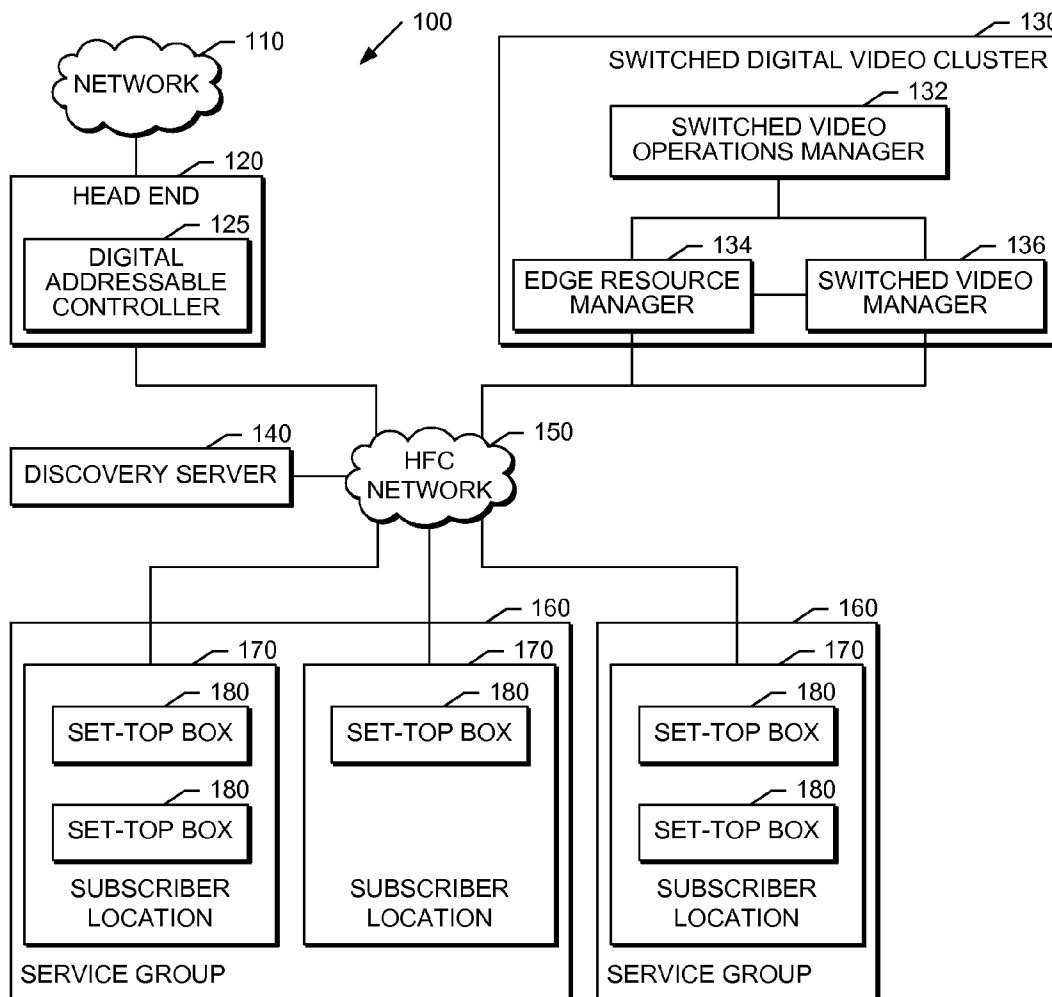 100
110
NETWORK
120
HEAD END
125
DIGITAL
ADDRESSABLE
CONTROLLER
130
SWITCHED DIGITAL VIDEO CLUSTER
132
SWITCHED VIDEO
OPERATIONS MANAGER
134
EDGE RESOURCE
MANAGER
136
SWITCHED VIDEO
MANAGER
140
DISCOVERY SERVER
150
HFC
NETWORK
160
170
180
SET-TOP BOX
180
SET-TOP BOX
SUBSCRIBER
LOCATION
170
180
SET-TOP BOX
SUBSCRIBER
LOCATION
SERVICE GROUP
160
170
180
SET-TOP BOX
180
SET-TOP BOX
SUBSCRIBER
LOCATION
SERVICE GROUP